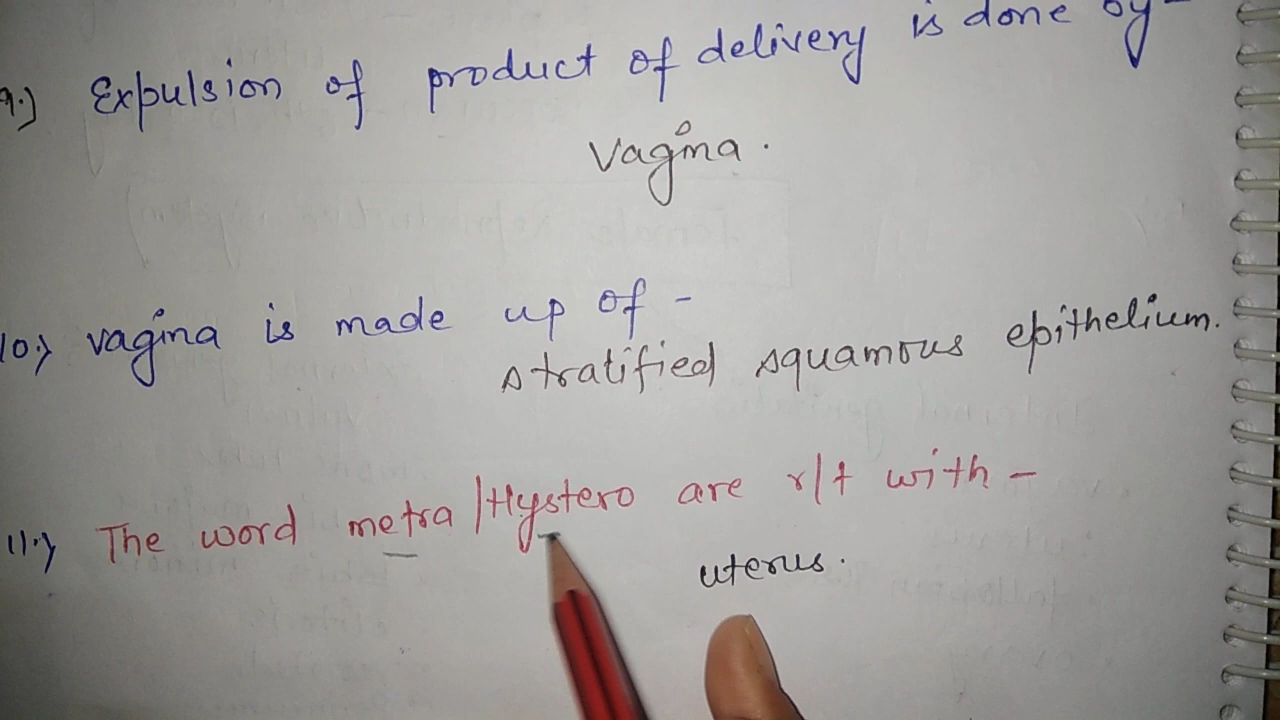 9.) Expulsion of product of delivery is done by -
Vagina.
10.) vagina is made up of -
stratified squamous epithelium.
11.) The word metra/Hystero are r/t with -
uterus.